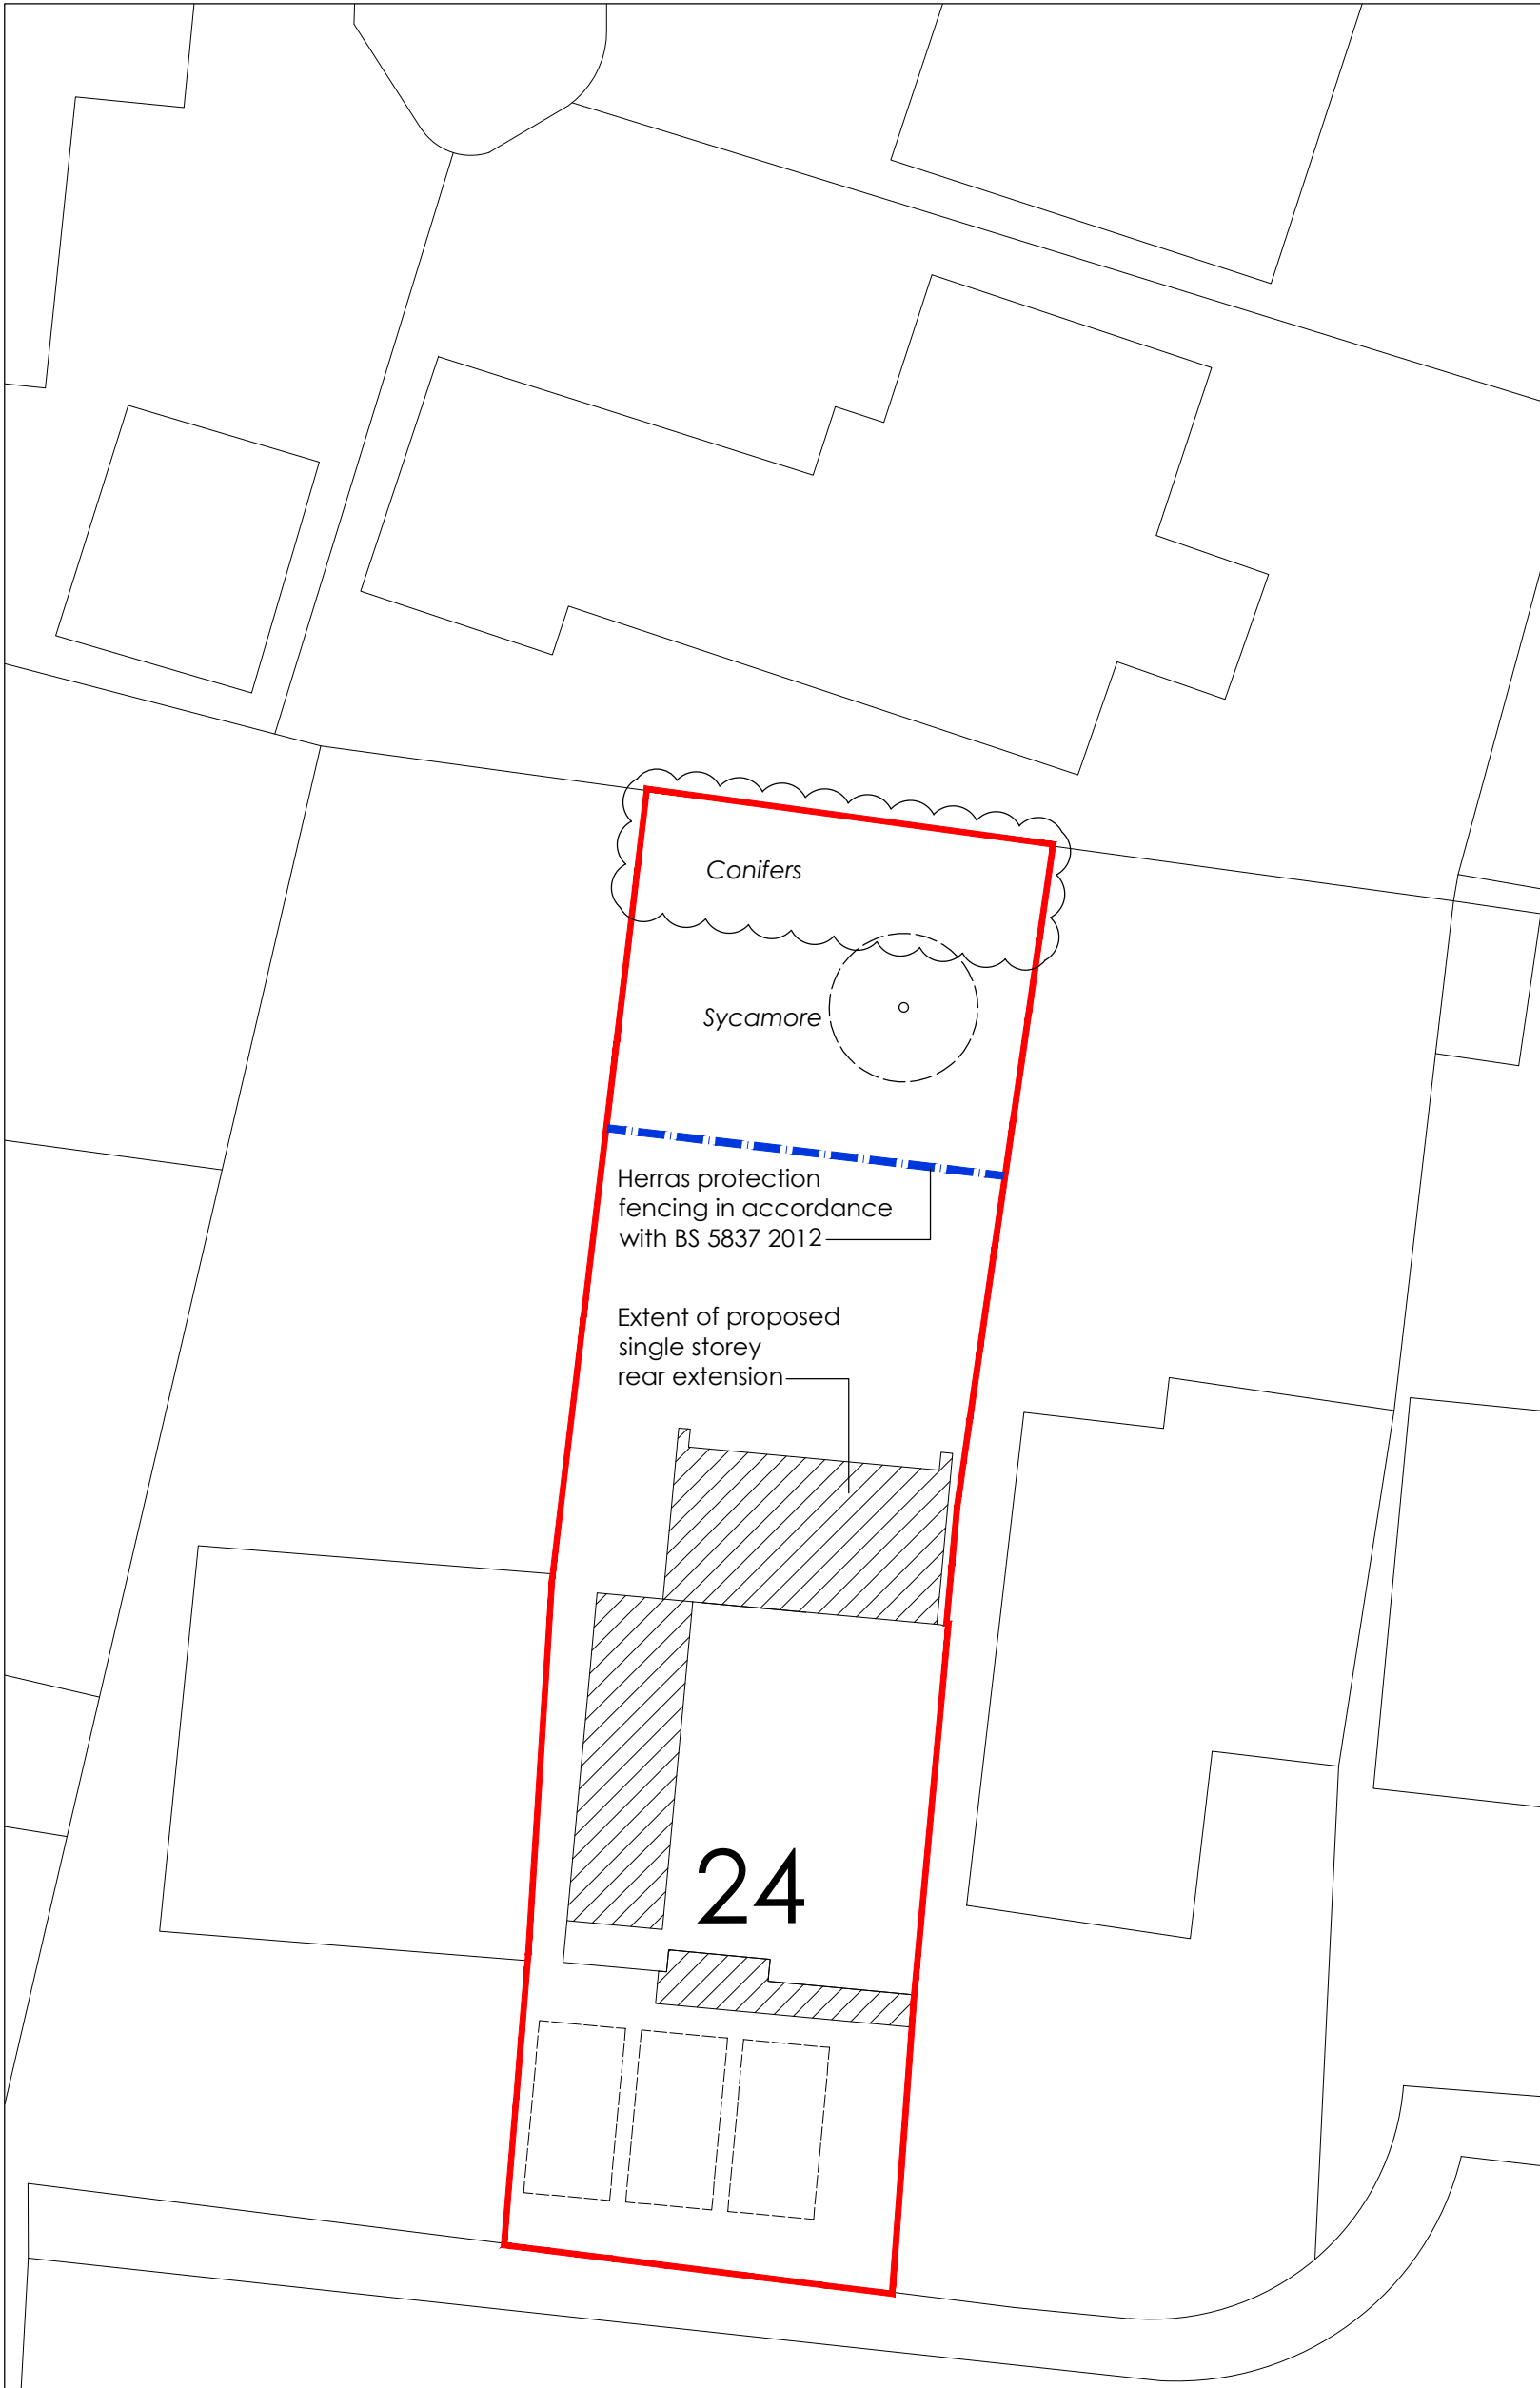 Conifers
Sycamore
Herras protection
fencing in accordance
with BS 5837 2012
Extent of proposed
single storey
rear extension
24